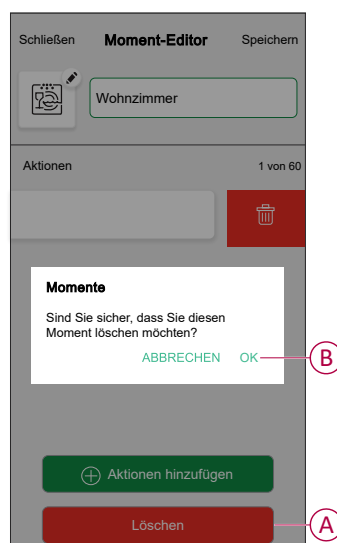 Schließen Moment-Editor Speichern
Wohnzimmer
Aktionen 1 von 60
Momente
Sind Sie sicher, dass Sie diesen
Moment löschen möchten?
ABBRECHEN OK
B
Aktionen hinzufügen
Löschen
A